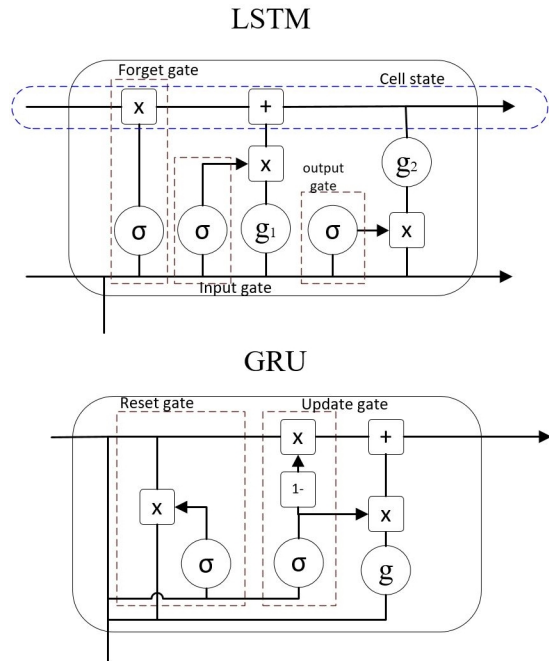 LSTM
Forget gate
Cell state
x
+
x
output gate
g2
σ
σ
g1
σ
x
Input gate
GRU
Reset gate
Update gate
x
+
1-
x
x
σ
σ
g